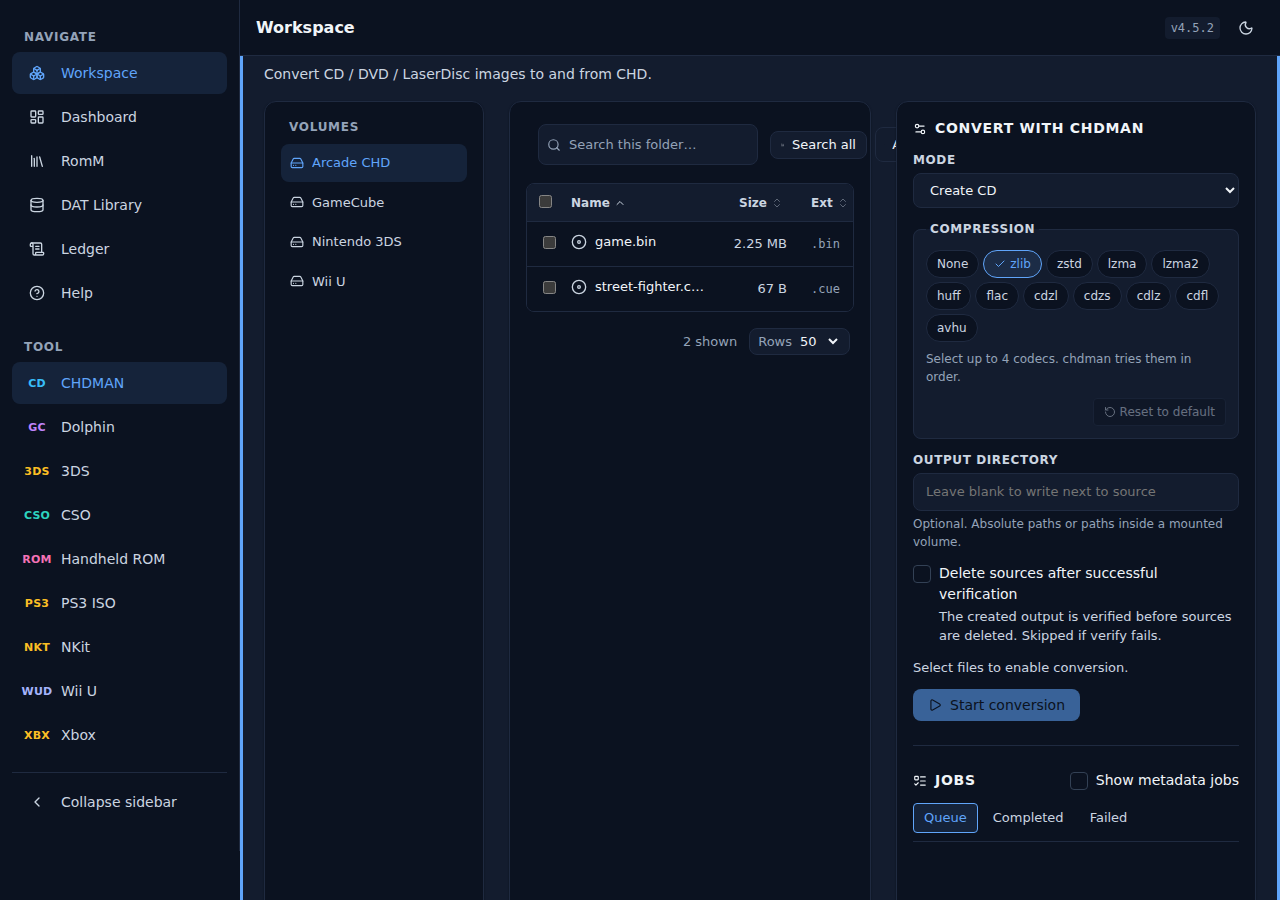 NAVIGATE
Workspace
Dashboard
RomM
DAT Library
Ledger
Help
TOOL
CD CHDMAN
GC Dolphin
3DS 3DS
CSO CSO
ROM Handheld ROM
PS3 PS3 ISO
NKT NKit
WUD Wii U
XBX Xbox
Collapse sidebar
Workspace
v4.5.2
Convert CD / DVD / LaserDisc images to and from CHD.
VOLUMES
Arcade CHD
GameCube
Nintendo 3DS
Wii U
Search this folder…
Search all
Name Size Ext
game.bin 2.25 MB .bin
street-fighter.c… 67 B .cue
2 shown Rows 50
CONVERT WITH CHDMAN
MODE
Create CD
COMPRESSION
None zlib zstd lzma lzma2
huff flac cdzl cdzs cdlz cdfl
avhu
Select up to 4 codecs. chdman tries them in
order.
Reset to default
OUTPUT DIRECTORY
Leave blank to write next to source
Optional. Absolute paths or paths inside a mounted
volume.
Delete sources after successful
verification
The created output is verified before sources
are deleted. Skipped if verify fails.
Select files to enable conversion.
Start conversion
JOBS Show metadata jobs
Queue Completed Failed